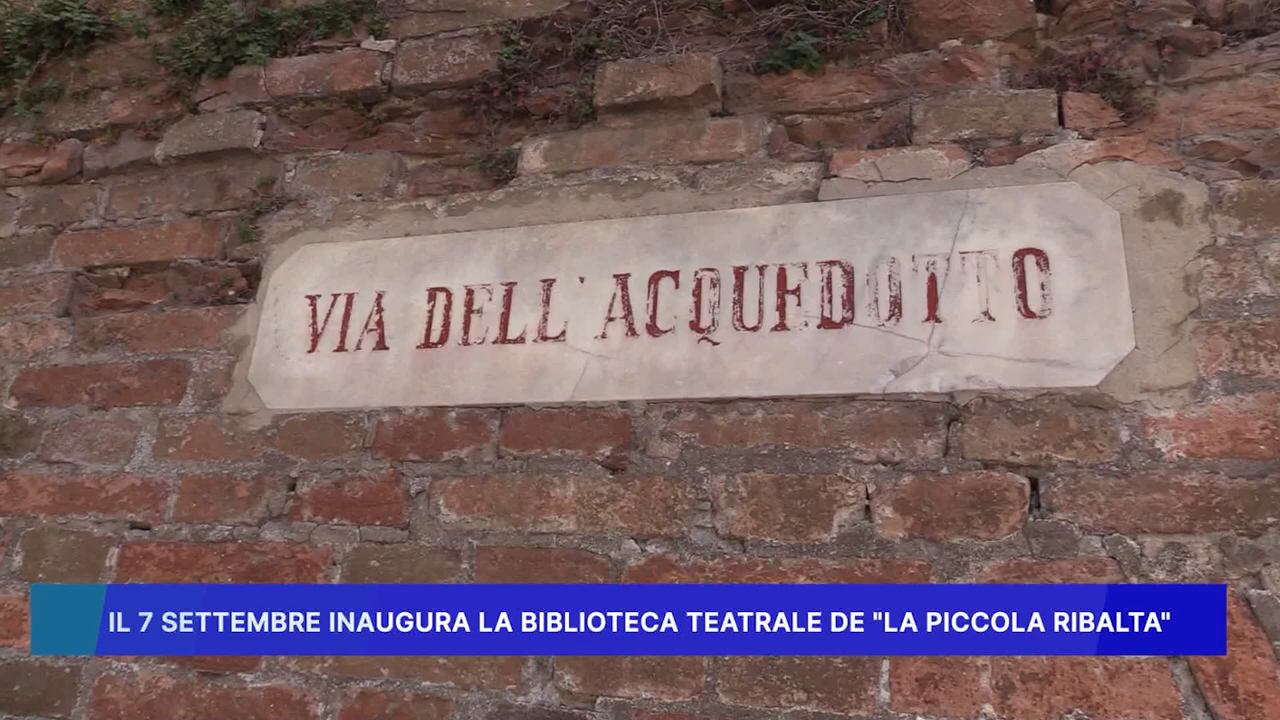 VIA DELL'ACQUEDOTTO
IL 7 SETTEMBRE INAUGURA LA BIBLIOTECA TEATRALE DE "LA PICCOLA RIBALTA"